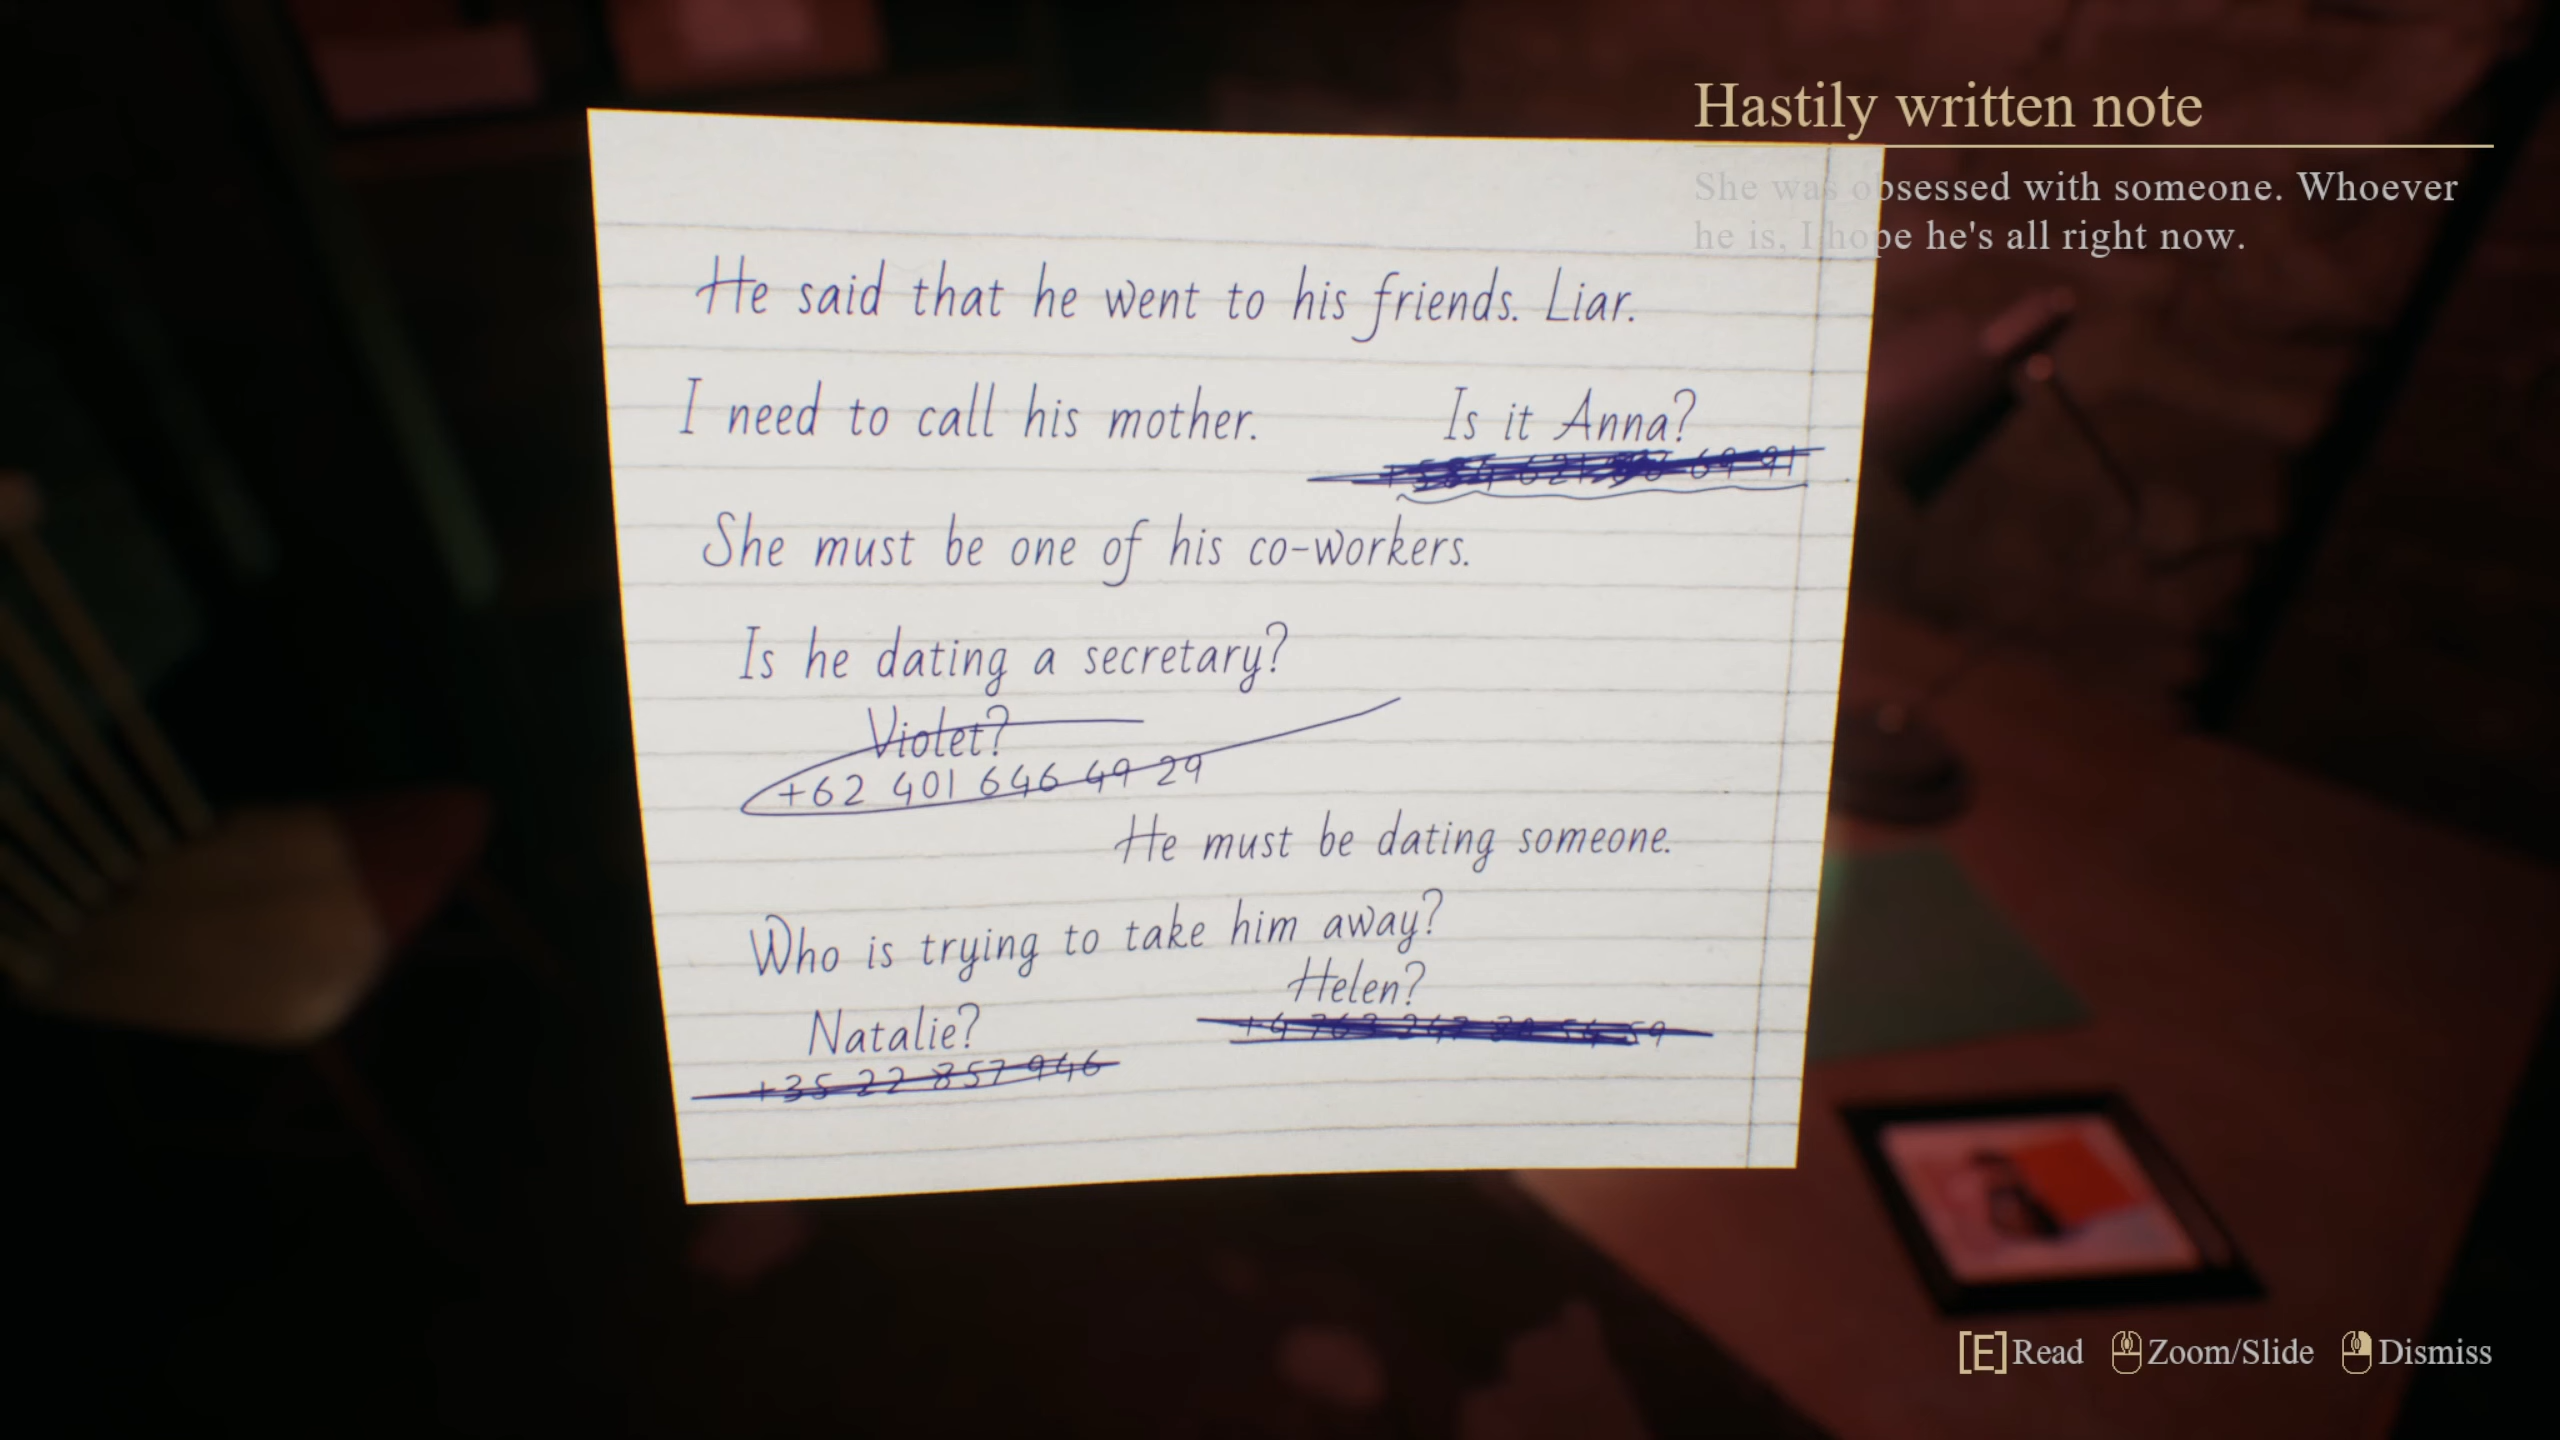 Hastily written note
She was obsessed with someone. Whoever
he is, I hope he's all right now.
He said that he went to his friends. Liar.
I need to call his mother.
Is it Anna?
She must be one of his co-workers.
Is he dating a secretary?
Violet?
+62 401 646 49 29
He must be dating someone.
Who is trying to take him away?
Helen?
Natalie?
+35 22 857 946
[E] Read Zoom/Slide Dismiss